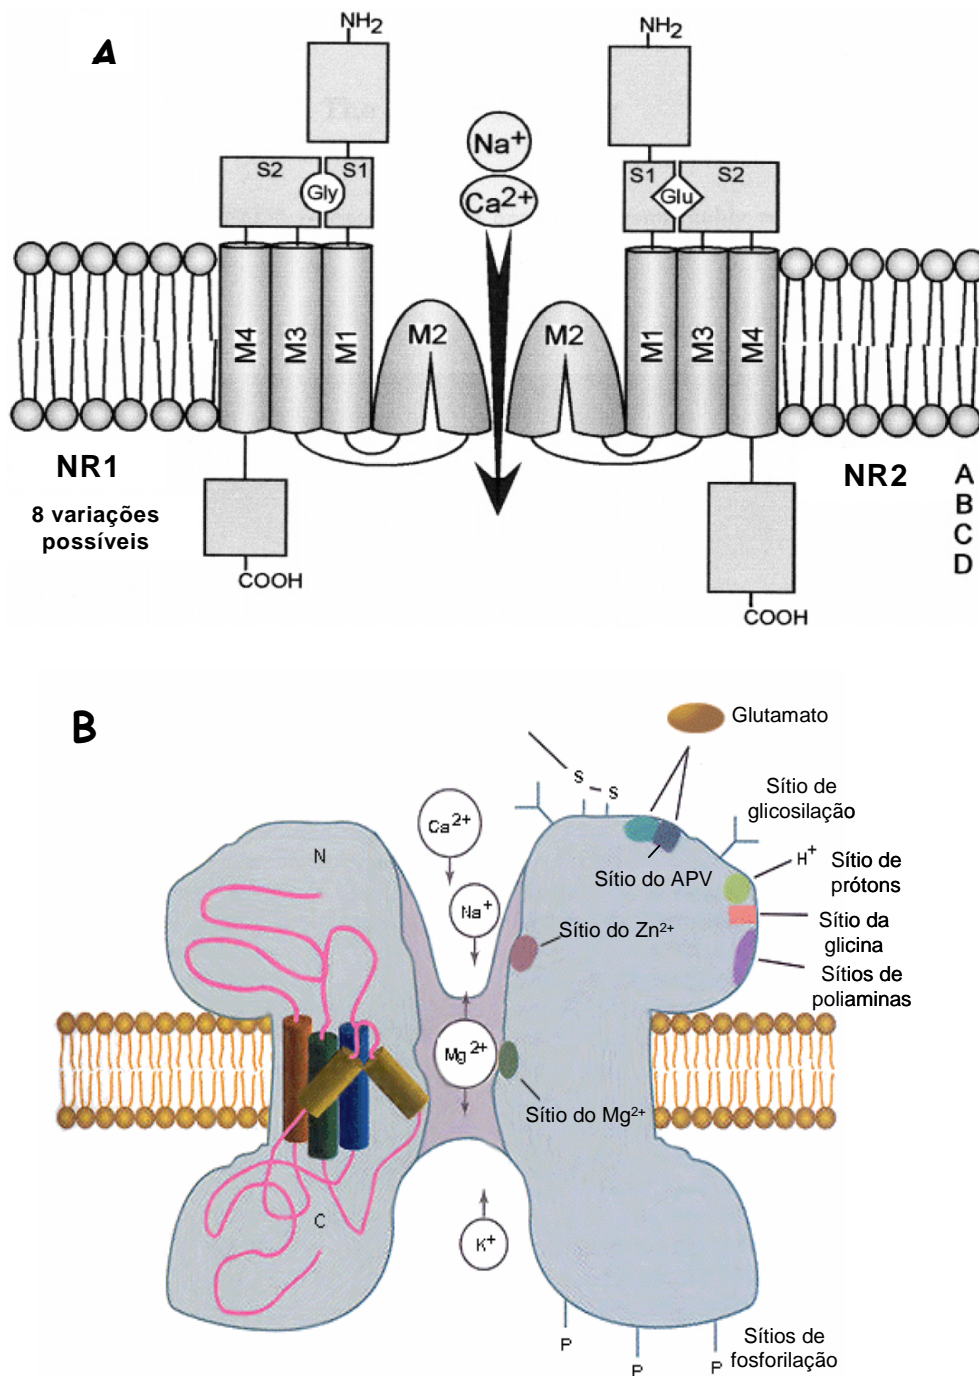 A
NH2
NH2
S2
S1
Gly
Na+
Ca2+
S1
S2
Glu
M4
M3
M1
M2
M2
M1
M3
M4
NR1
8 variações
possíveis
COOH
NR2
A
B
C
D
COOH
B
Glutamato
S
S
Sítio de
glicosilação
Ca2+
N
Sítio do APV
H+
Sítio de
prótons
Na+
Sítio do Zn2+
Sítio da
glicina
Sítios de
poliaminas
Mg2+
Sítio do Mg2+
C
K+
P
P
P
Sítios de
fosforilação